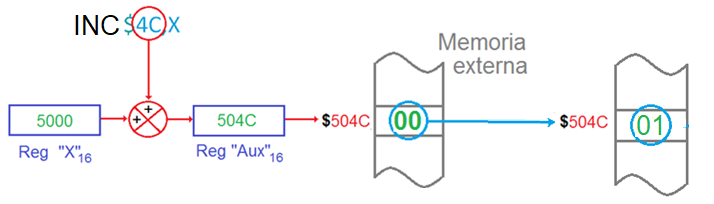 INC $4C,X
Memoria
externa
5000
+
+
504C
$504C
00
$504C
01
Reg "X"16
Reg "Aux"16